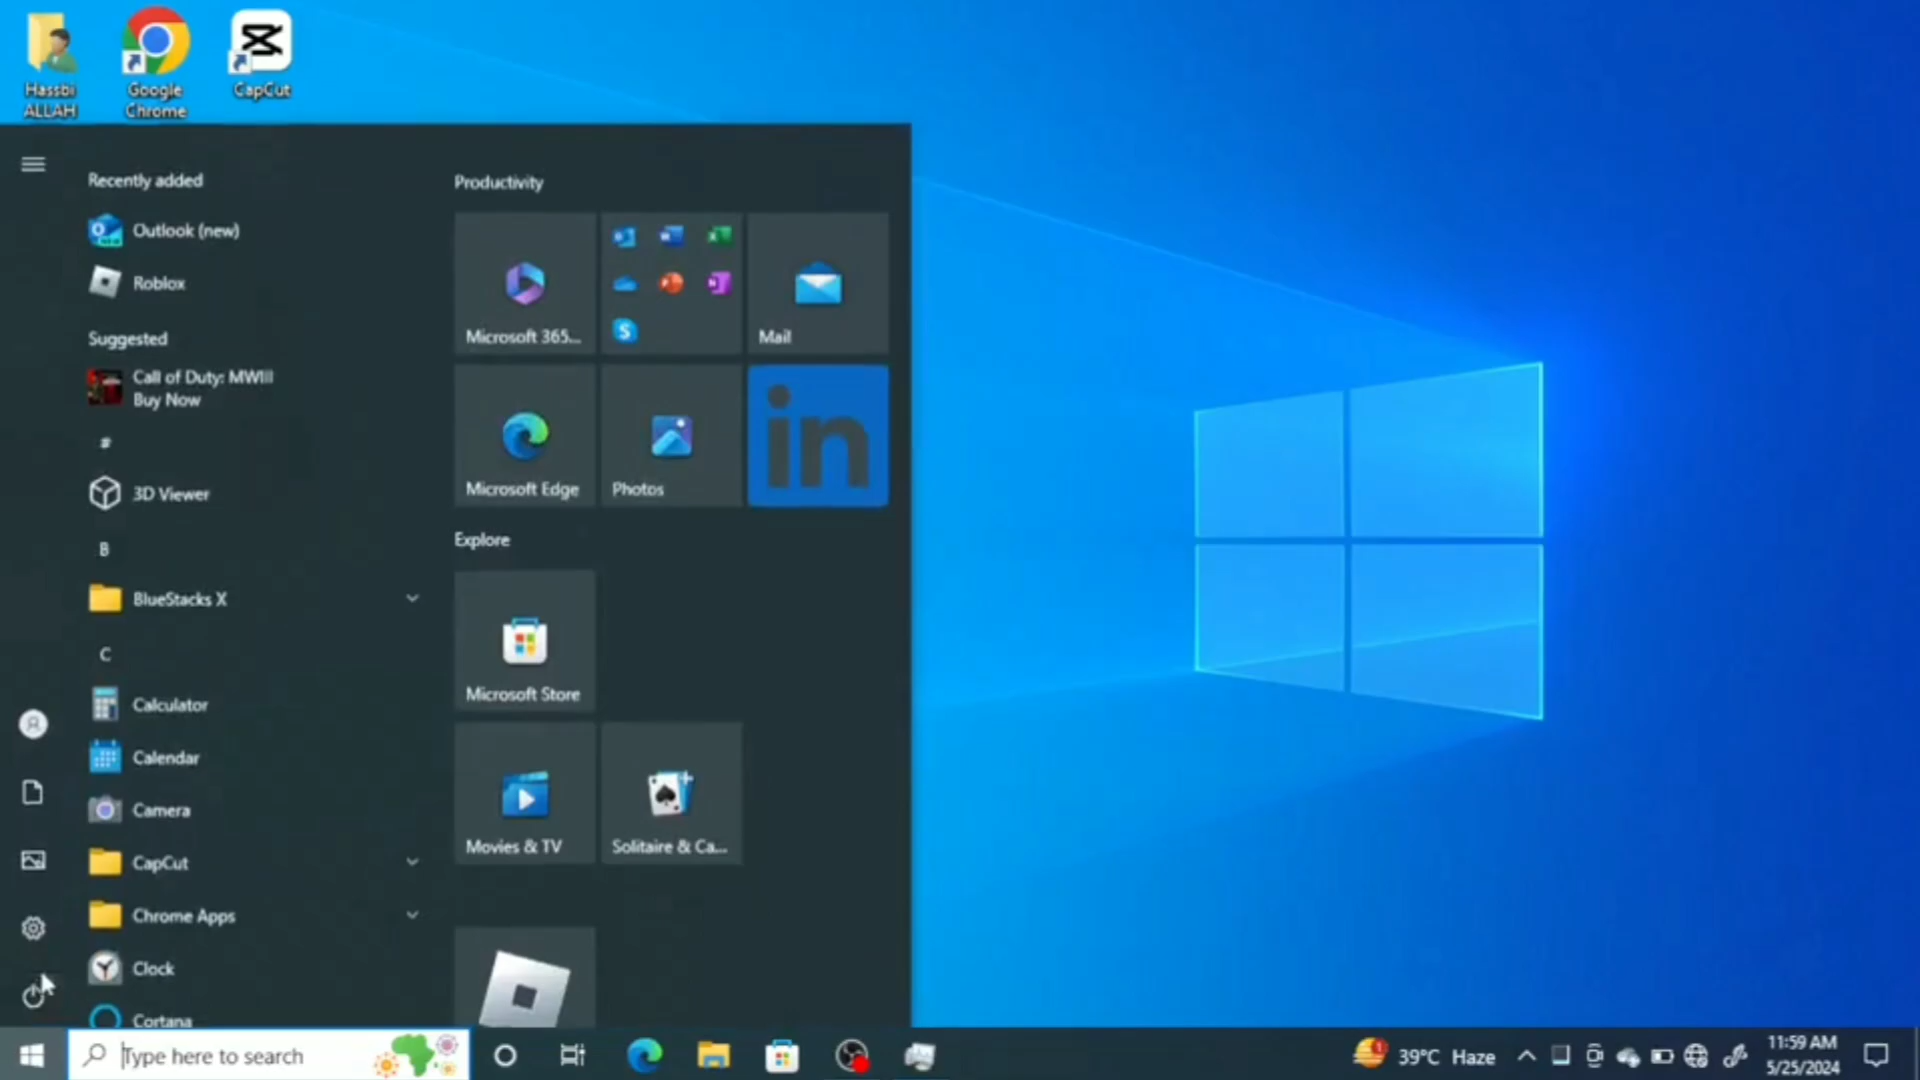 Hassbi
ALLAH
Google
Chrome
CapCut
Recently added
Outlook (new)
Roblox
Suggested
Call of Duty: MWIII
Buy Now
#
3D Viewer
B
BlueStacks X
C
Calculator
Calendar
Camera
CapCut
Chrome Apps
Clock
Cortana
Productivity
Microsoft 365...
Mail
Microsoft Edge
Photos
in
Explore
Microsoft Store
Movies & TV
Solitaire & Ca...
Type here to search
1
39°C Haze
11:59 AM
5/25/2024